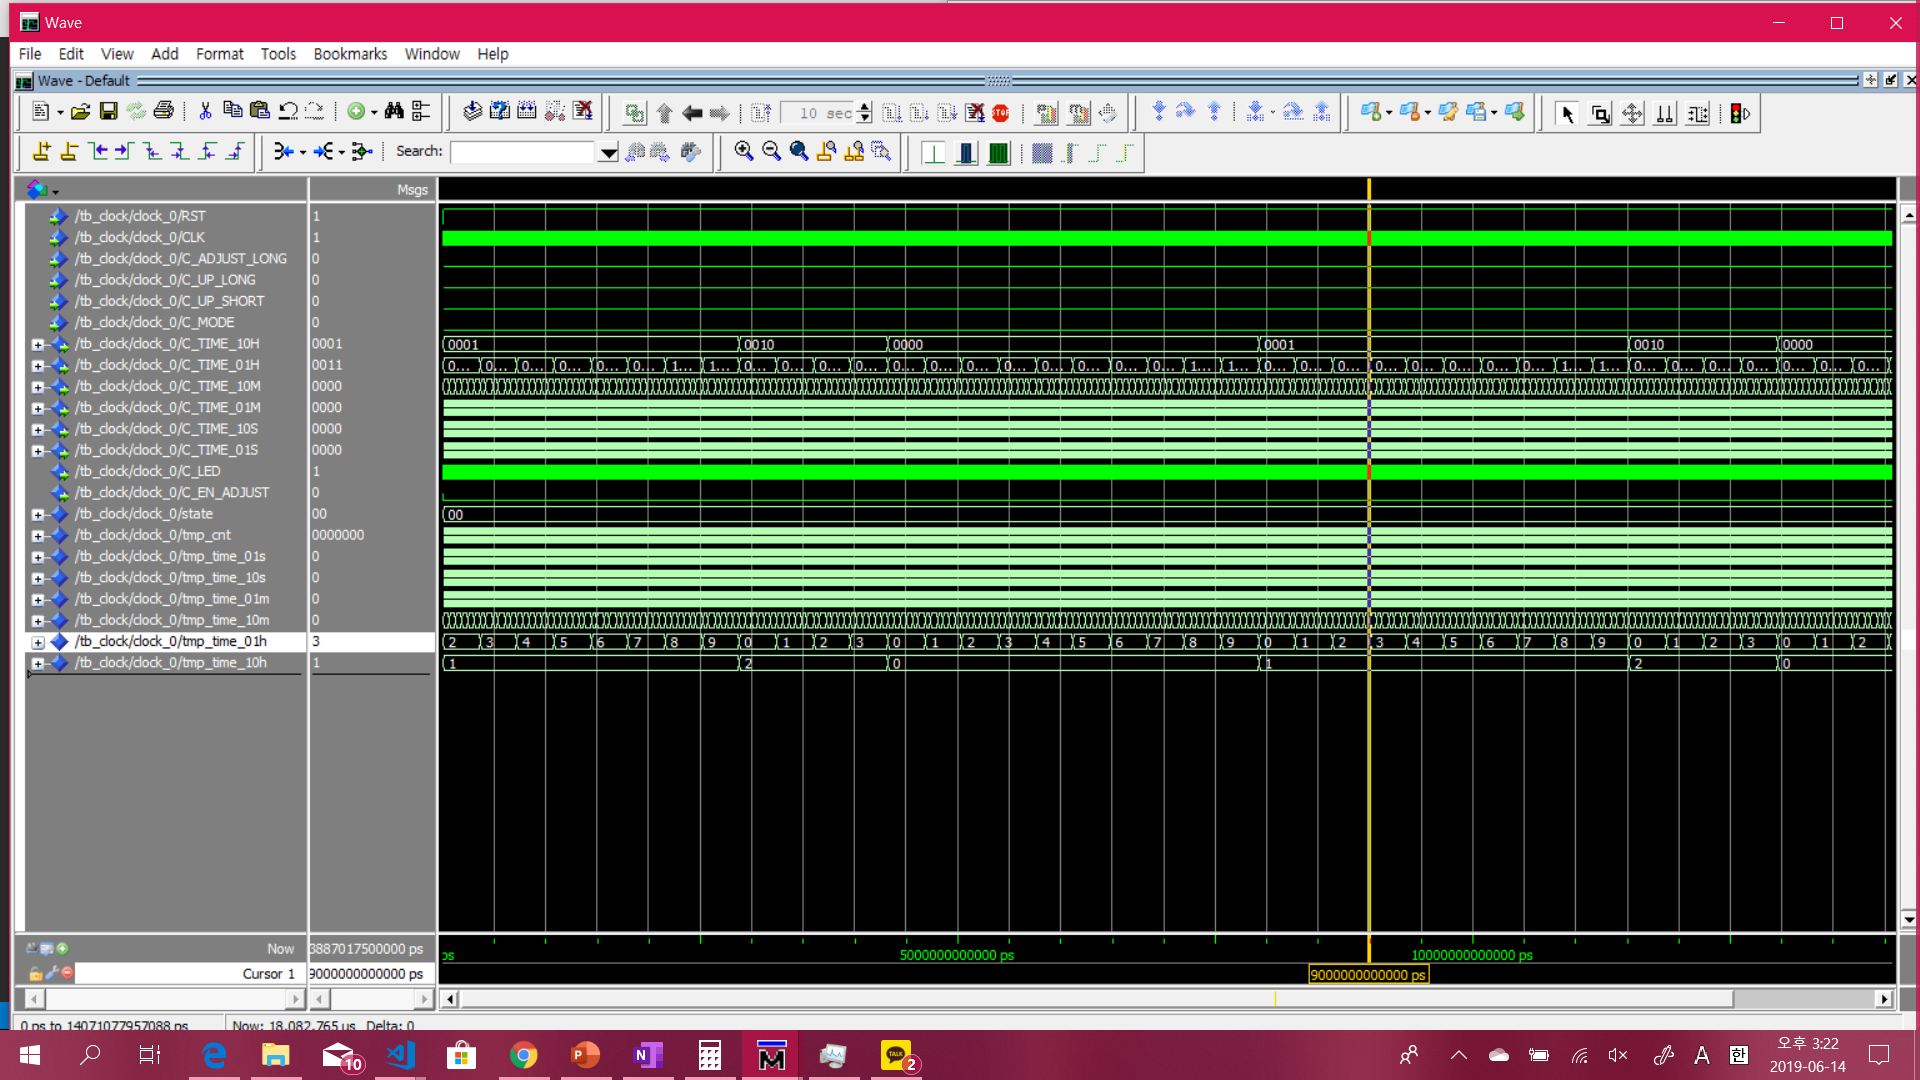 Wave
File Edit View Add Format Tools Bookmarks Window Help
Wave - Default
10 sec
Search:
Msgs
/tb_clock/clock_0/RST 1
/tb_clock/clock_0/CLK 1
/tb_clock/clock_0/C_ADJUST_LONG 0
/tb_clock/clock_0/C_UP_LONG 0
/tb_clock/clock_0/C_UP_SHORT 0
/tb_clock/clock_0/C_MODE 0
/tb_clock/clock_0/C_TIME_10H 0001 0001 0010 0000 0001 0010 0000
/tb_clock/clock_0/C_TIME_01H 0011 0... 0... 0... 0... 0... 0... 1... 1... 0... 0... 0... 0... 0... 0... 0... 0... 0... 0... 0... 0... 1... 1... 0... 0... 0... 0... 0... 0... 0... 0... 1... 1... 0... 0... 0... 0... 0... 0... 0...
/tb_clock/clock_0/C_TIME_10M 0000
/tb_clock/clock_0/C_TIME_01M 0000
/tb_clock/clock_0/C_TIME_10S 0000
/tb_clock/clock_0/C_TIME_01S 0000
/tb_clock/clock_0/C_LED 1
/tb_clock/clock_0/C_EN_ADJUST 0
/tb_clock/clock_0/state 00 00
/tb_clock/clock_0/tmp_cnt 0000000
/tb_clock/clock_0/tmp_time_01s 0
/tb_clock/clock_0/tmp_time_10s 0
/tb_clock/clock_0/tmp_time_01m 0
/tb_clock/clock_0/tmp_time_10m 0
/tb_clock/clock_0/tmp_time_01h 3 2 3 4 5 6 7 8 9 0 1 2 3 0 1 2 3 4 5 6 7 8 9 0 1 2 3 4 5 6 7 8 9 0 1 2 3 0 1 2
/tb_clock/clock_0/tmp_time_10h 1 1 2 0 1 2 0
Now 3887017500000 ps ps 5000000000000 ps 10000000000000 ps
Cursor 1 9000000000000 ps 9000000000000 ps
0 ps to 14071077957088 ps Now: 18,082,765 us Delta: 0
10 TALK 2 A 한 오후 3:22
2019-06-14